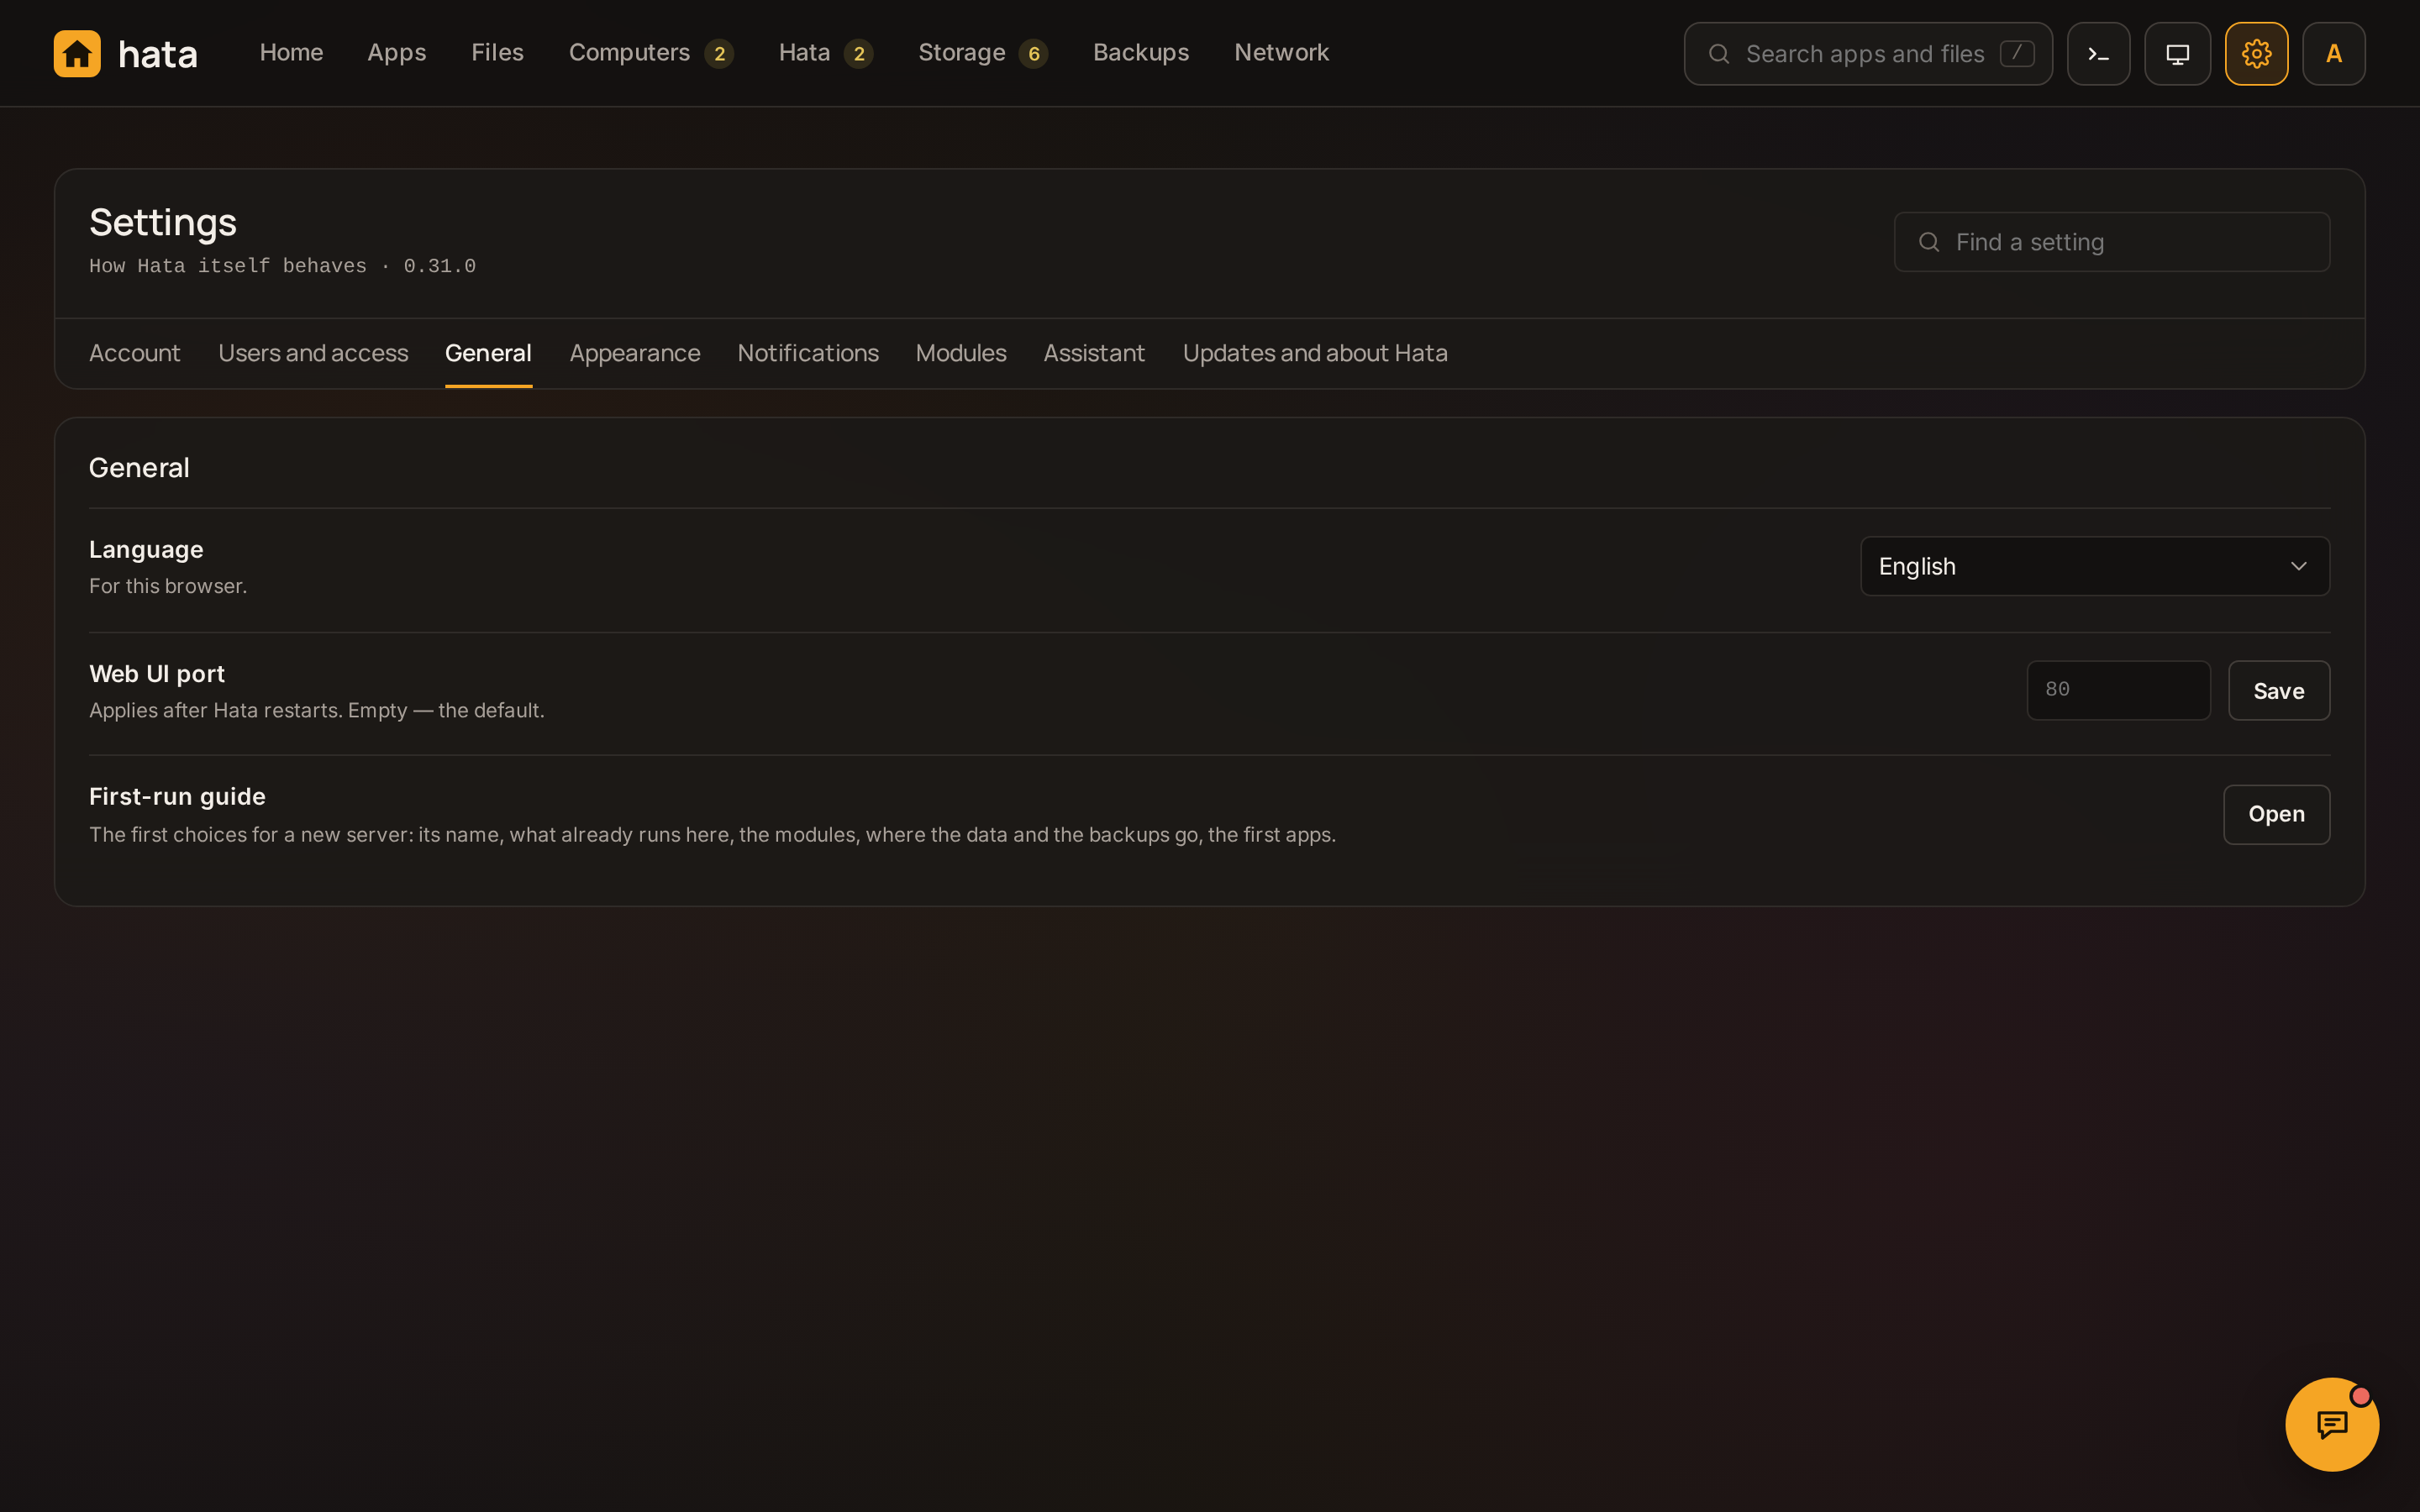 hata
Home
Apps
Files
Computers 2
Hata 2
Storage 6
Backups
Network
Search apps and files /
A
Settings
How Hata itself behaves · 0.31.0
Find a setting
Account
Users and access
General
Appearance
Notifications
Modules
Assistant
Updates and about Hata
General
Language
For this browser.
English
Web UI port
Applies after Hata restarts. Empty — the default.
80
Save
First-run guide
The first choices for a new server: its name, what already runs here, the modules, where the data and the backups go, the first apps.
Open